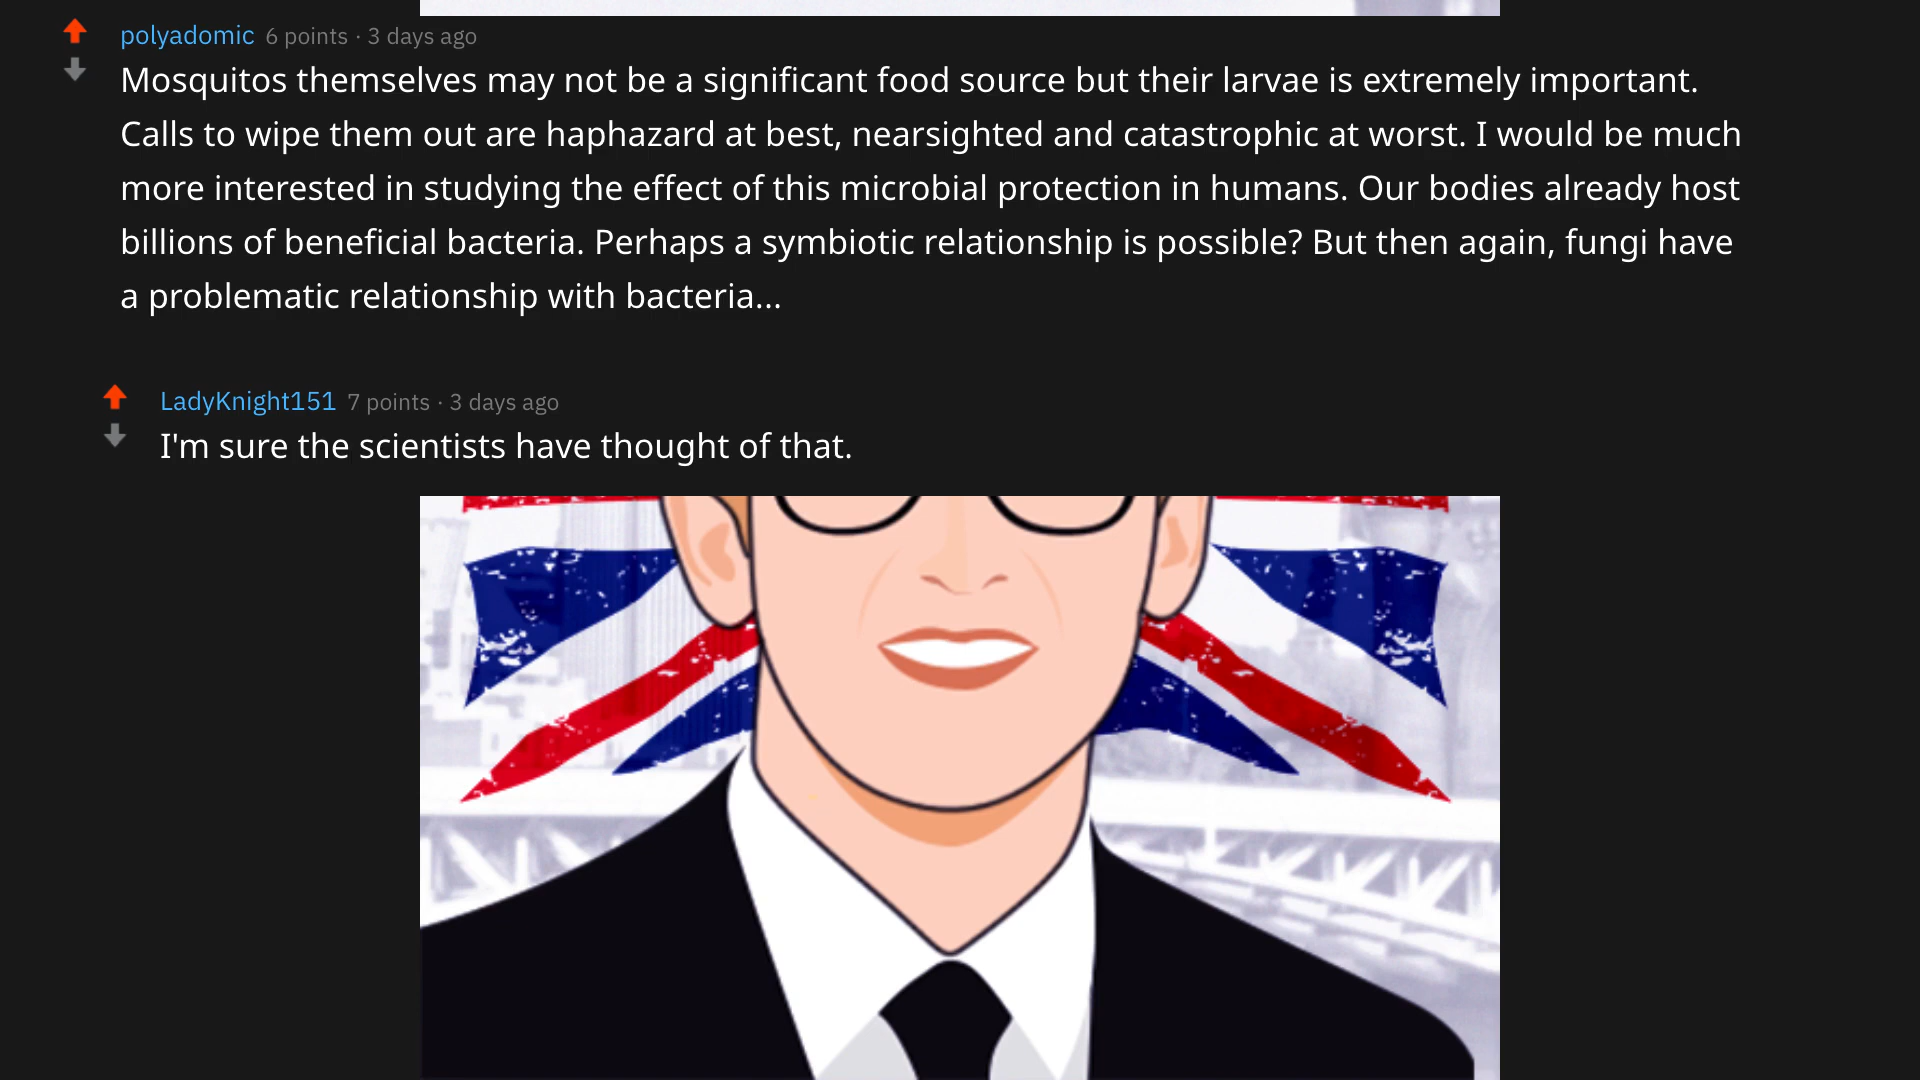 polyadomic 6 points · 3 days ago
Mosquitos themselves may not be a significant food source but their larvae is extremely important.
Calls to wipe them out are haphazard at best, nearsighted and catastrophic at worst. I would be much
more interested in studying the effect of this microbial protection in humans. Our bodies already host
billions of beneficial bacteria. Perhaps a symbiotic relationship is possible? But then again, fungi have
a problematic relationship with bacteria...
LadyKnight151 7 points · 3 days ago
I'm sure the scientists have thought of that.